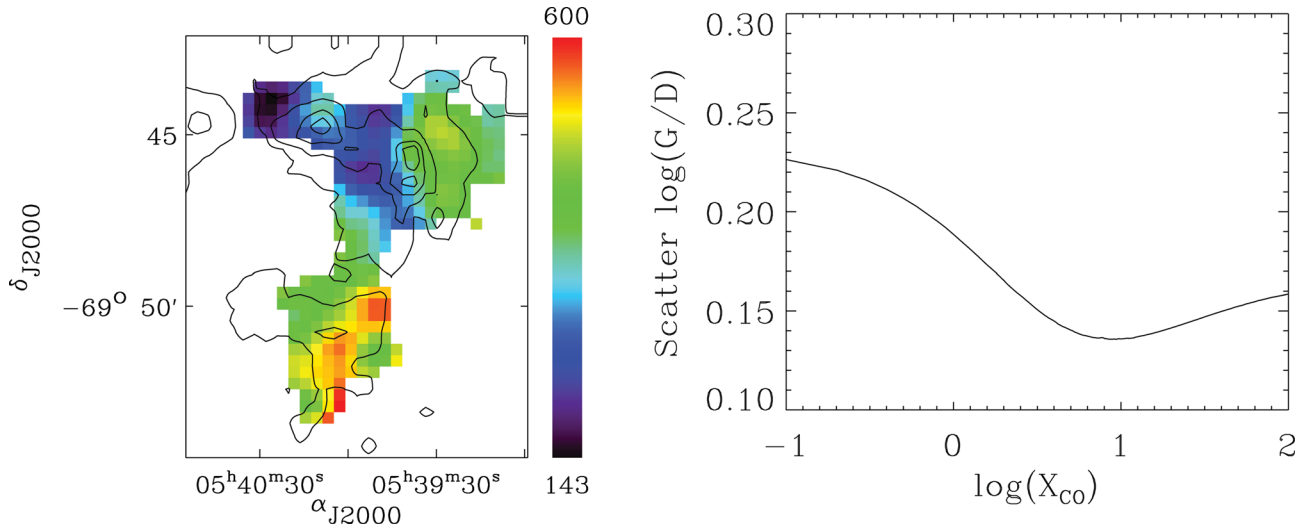 600
45
δJ2000
−69° 50'
05h40m30s 05h39m30s
αJ2000
143
0.30
0.25
0.20
0.15
0.10
Scatter log(G/D)
−1 0 1 2
log(XCO)